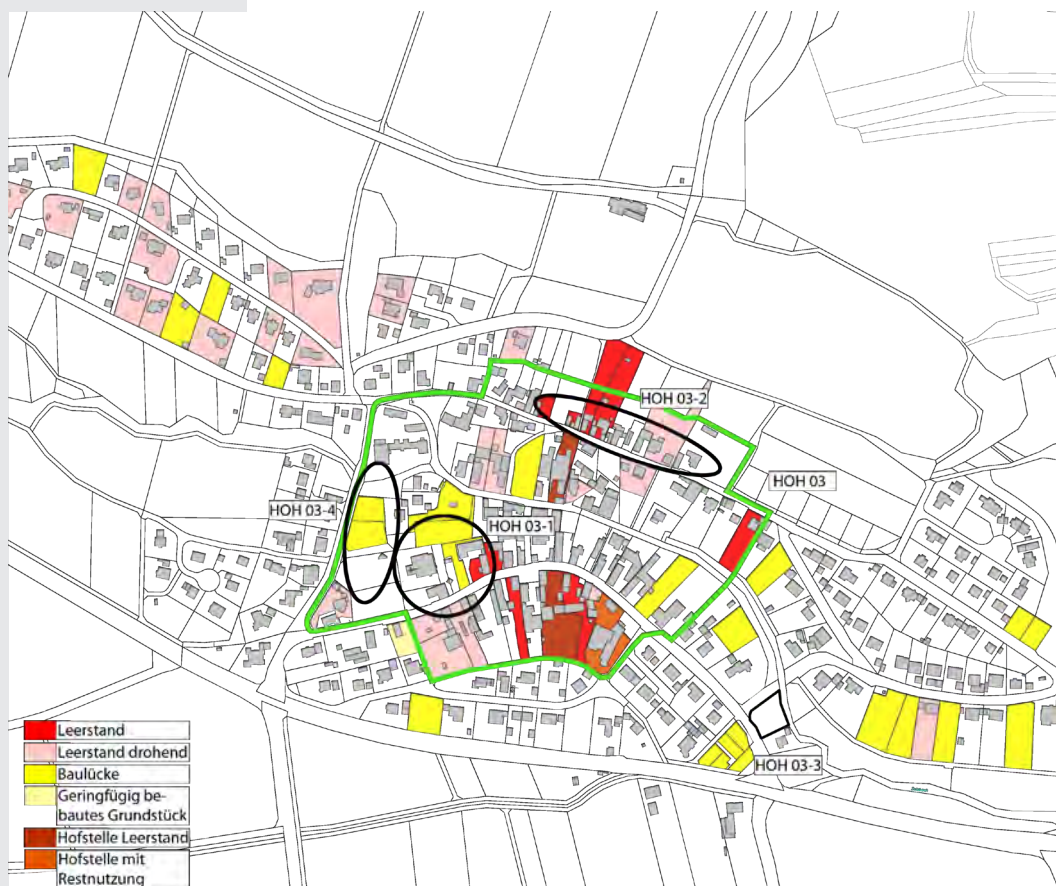 HOH 03-2
HOH 03
HOH 03-4
HOH 03-1
HOH 03-3
Leerstand
Leerstand drohend
Baulücke
Geringfügig be-
bautes Grundstück
Hofstelle Leerstand
Hofstelle mit
Restnutzung